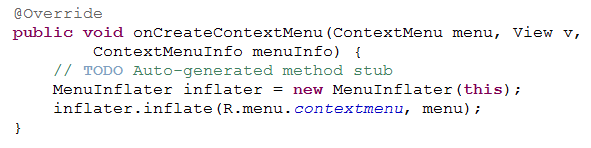 @Override
public void onCreateContextMenu(ContextMenu menu, View v,
        ContextMenuInfo menuInfo) {
    // TODO Auto-generated method stub
    MenuInflater inflater = new MenuInflater(this);
    inflater.inflate(R.menu.contextmenu, menu);
}